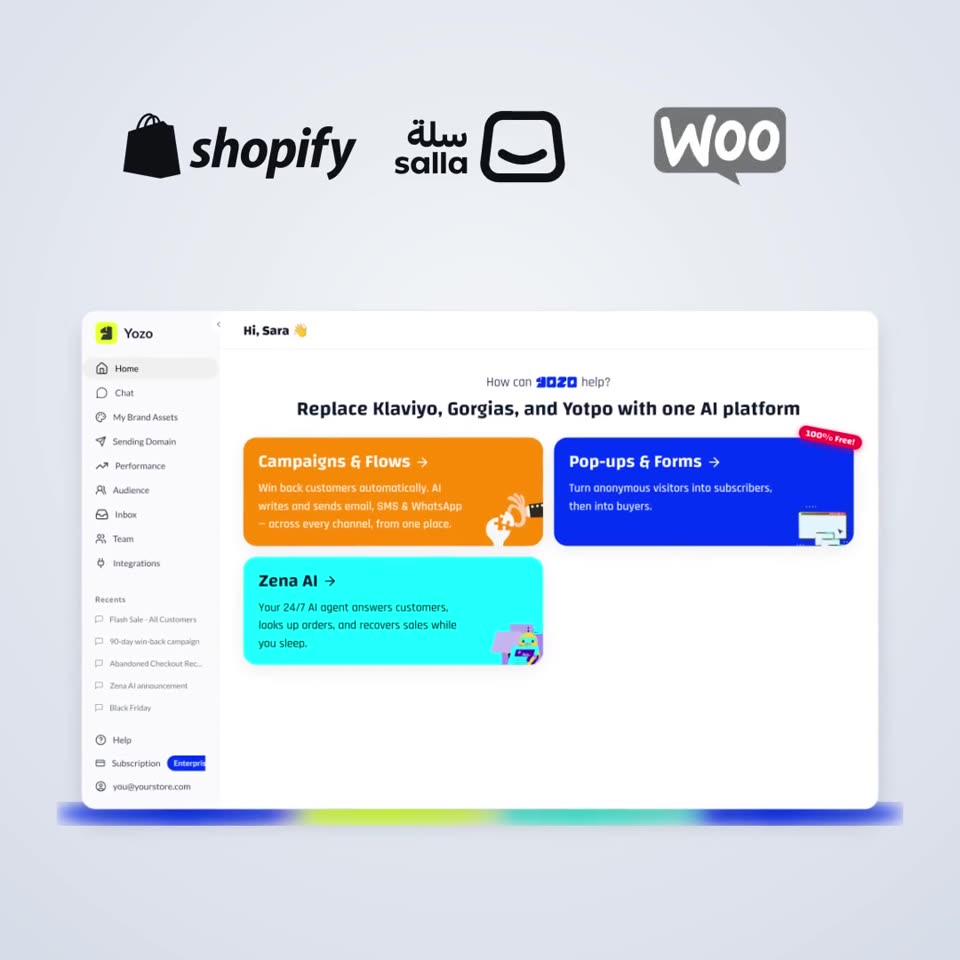 shopify
سلة
salla
Woo
Yozo
Hi, Sara 👋
Home
Chat
My Brand Assets
Sending Domain
Performance
Audience
Inbox
Team
Integrations
Recents
Flash Sale - All Customers
90-day win-back campaign
Abandoned Checkout Rec...
Zena AI announcement
Black Friday
Help
Subscription Enterpris
you@yourstore.com
How can yozo help?
Replace Klaviyo, Gorgias, and Yotpo with one AI platform
Campaigns & Flows →
Win back customers automatically. AI
writes and sends email, SMS & WhatsApp
— across every channel, from one place.
100% Free!
Pop-ups & Forms →
Turn anonymous visitors into subscribers,
then into buyers.
Zena AI →
Your 24/7 AI agent answers customers,
looks up orders, and recovers sales while
you sleep.